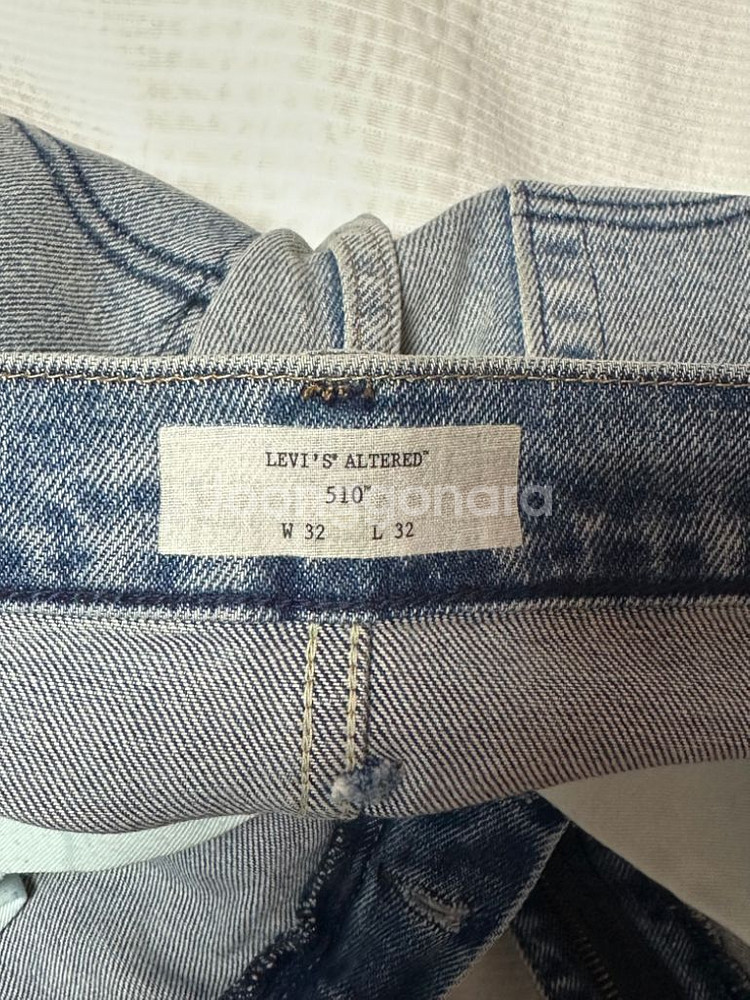 LEVI'S® ALTERED™
510™
W 32 L 32